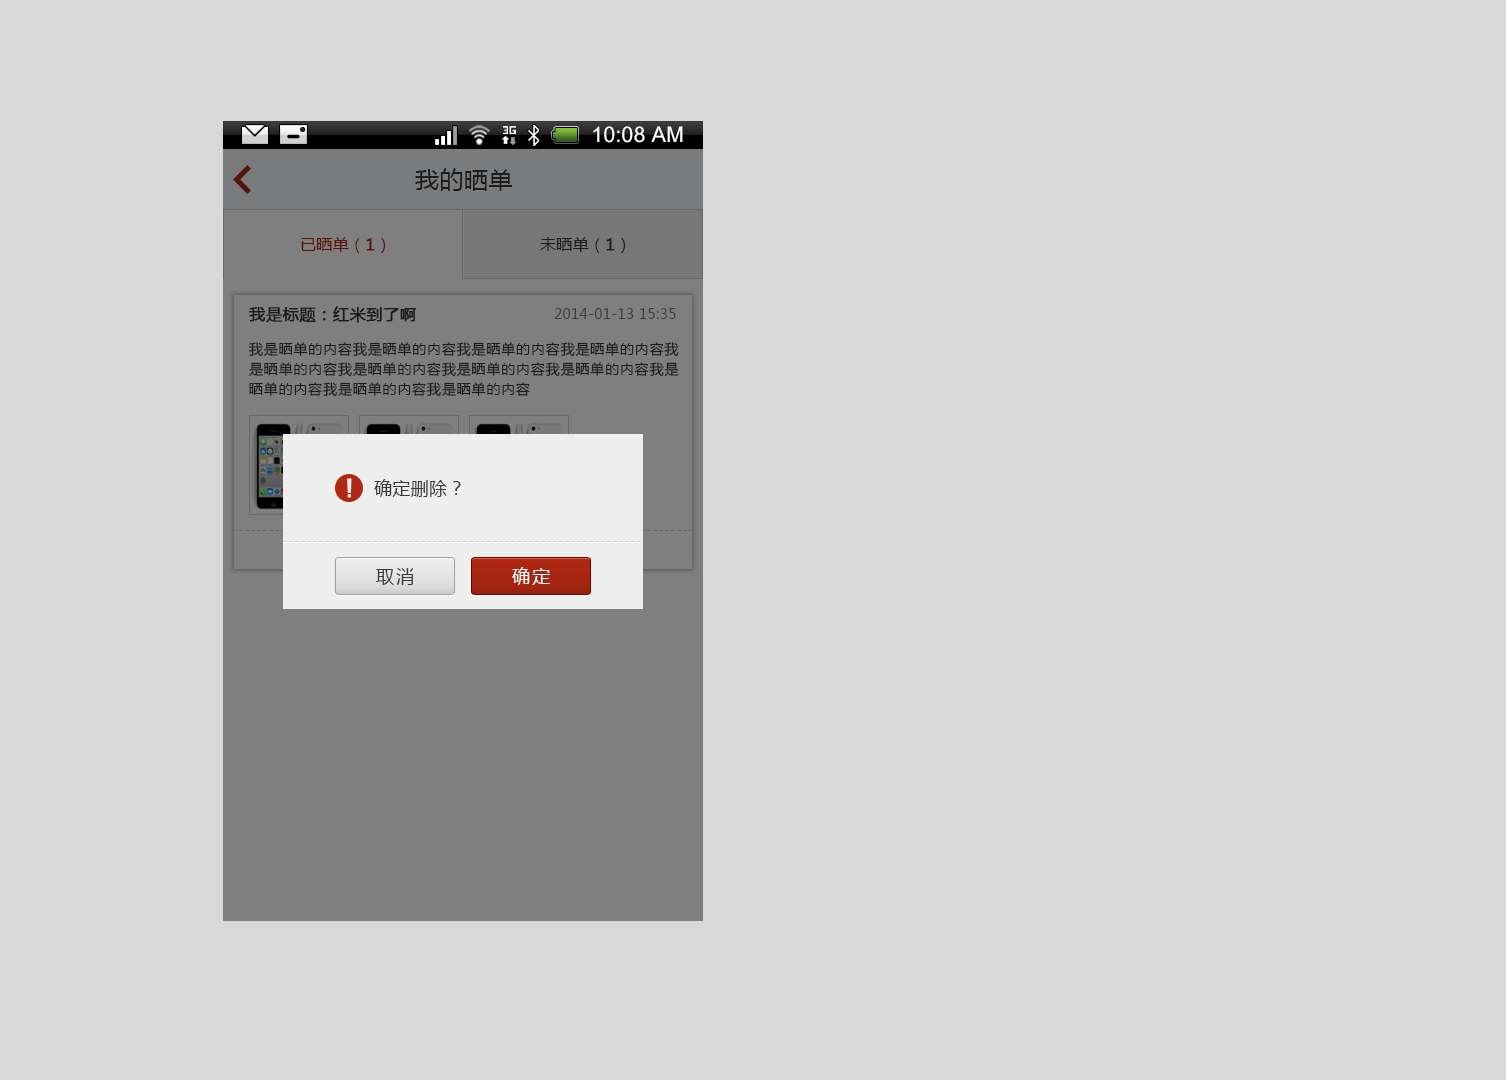 3G 10:08 AM
我的晒单
已晒单（1）
未晒单（1）
我是标题：红米到了啊
2014-01-13 15:35
我是晒单的内容我是晒单的内容我是晒单的内容我是晒单的内容我
是晒单的内容我是晒单的内容我是晒单的内容我是晒单的内容我是
晒单的内容我是晒单的内容我是晒单的内容
确定删除？
取消
确定